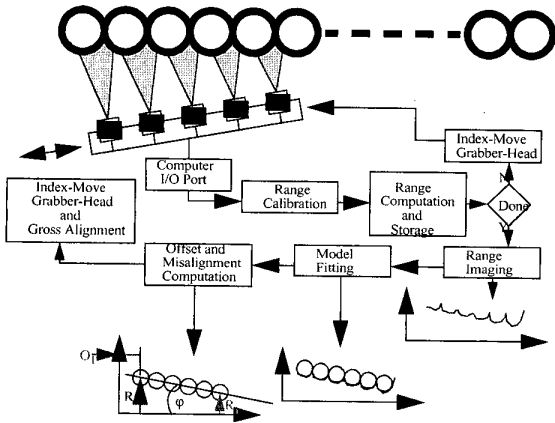 Computer
I/O Port
Index-Move
Grabber-Head
Index-Move
Grabber-Head
and
Gross Alignment
Range
Calibration
Range
Computation
and
Storage
N
Done
Y
Offset and
Misalignment
Computation
Model
Fitting
Range
Imaging
R
φ
R